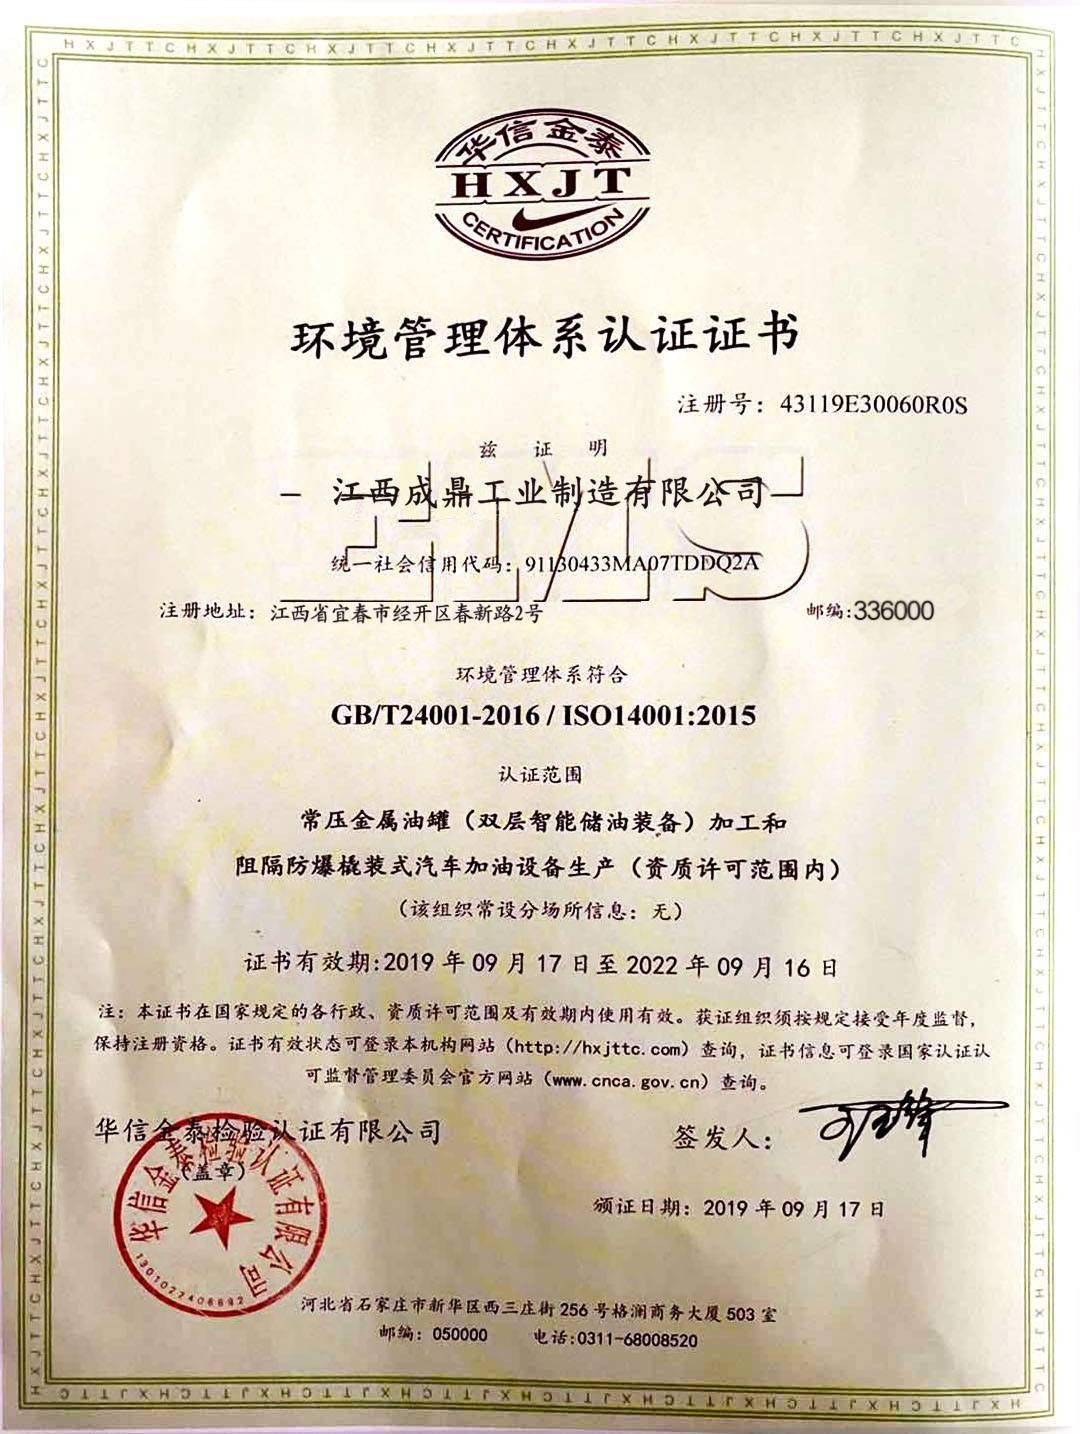 华信金泰
HXJT
CERTIFICATION
环境管理体系认证证书
注册号：43119E30060R0S
兹 证 明
江西成鼎工业制造有限公司
统一社会信用代码：91130433MA07TDDQ2A
注册地址：江西省宜春市经开区春新路2号 邮编:336000
环境管理体系符合
GB/T24001-2016 / ISO14001:2015
认证范围
常压金属油罐（双层智能储油装备）加工和
阻隔防爆橇装式汽车加油设备生产（资质许可范围内）
（该组织常设分场所信息：无）
证书有效期:2019 年 09 月 17 日至 2022 年 09 月 16 日
注：本证书在国家规定的各行政、资质许可范围及有效期内使用有效。获证组织须按规定接受年度监督，
保持注册资格。证书有效状态可登录本机构网站（http://hxjttc.com）查询，证书信息可登录国家认证认
可监督管理委员会官方网站（www.cnca.gov.cn）查询。
华信金泰检验认证有限公司
（盖章）
签发人：
华信金泰检验认证有限公司
1301022740669 2
颁证日期：2019 年 09 月 17 日
河北省石家庄市新华区西三庄街 256 号格澜商务大厦 503 室
邮编：050000 电话:0311-68008520